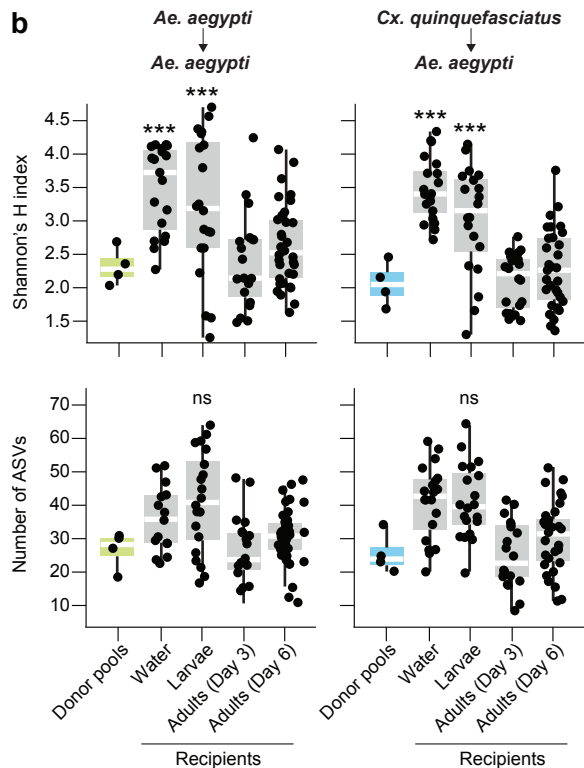 b
Ae. aegypti
Ae. aegypti
Cx. quinquefasciatus
Ae. aegypti
Shannon's H index
4.5
4.0
3.5
3.0
2.5
2.0
1.5
***
***
***
***
Number of ASVs
70
60
50
40
30
20
10
ns
ns
Donor pools
Water
Larvae
Adults (Day 3)
Adults (Day 6)
Recipients
Donor pools
Water
Larvae
Adults (Day 3)
Adults (Day 6)
Recipients